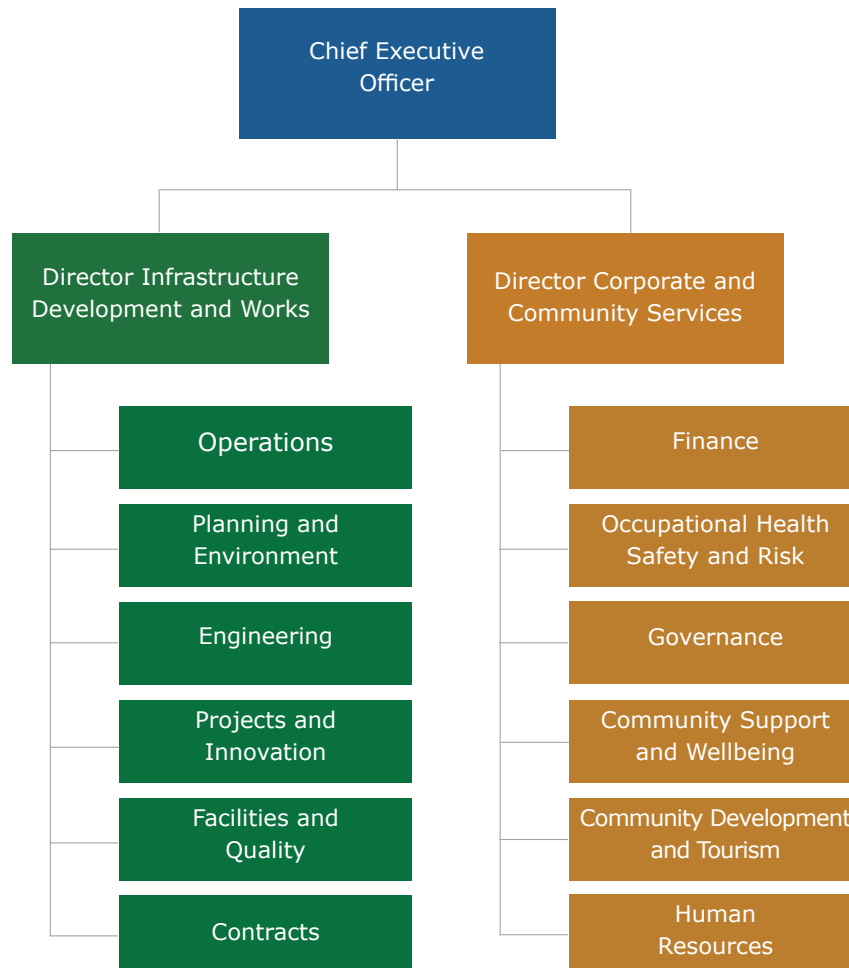 Chief Executive
Officer
Director Infrastructure
Development and Works
Director Corporate and
Community Services
Operations
Planning and
Environment
Engineering
Projects and
Innovation
Facilities and
Quality
Contracts
Finance
Occupational Health
Safety and Risk
Governance
Community Support
and Wellbeing
Community Development
and Tourism
Human
Resources